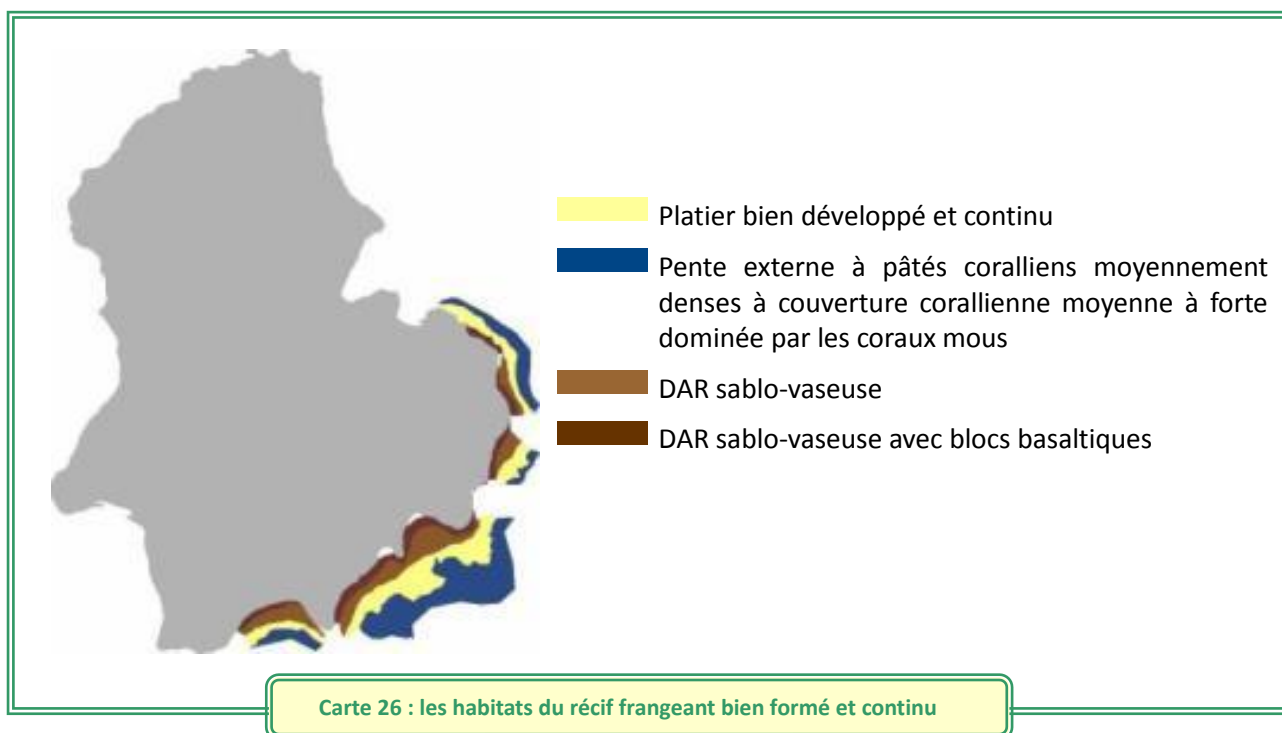 Platier bien développé et continu
Pente externe à pâtés coralliens moyennement
denses à couverture corallienne moyenne à forte
dominée par les coraux mous
DAR sablo-vaseuse
DAR sablo-vaseuse avec blocs basaltiques
Carte 26 : les habitats du récif frangeant bien formé et continu